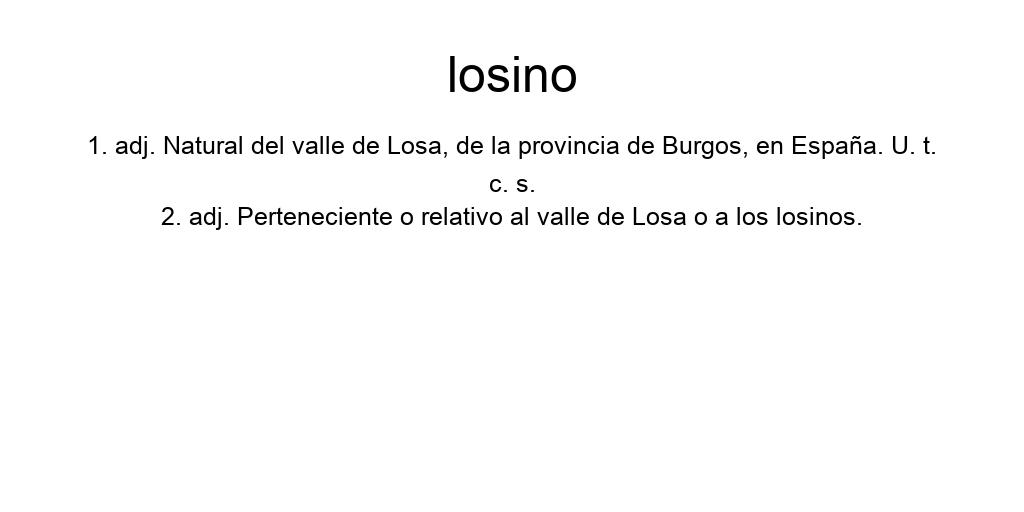 losino
1. adj. Natural del valle de Losa, de la provincia de Burgos, en España. U. t.
c. s.
2. adj. Perteneciente o relativo al valle de Losa o a los losinos.